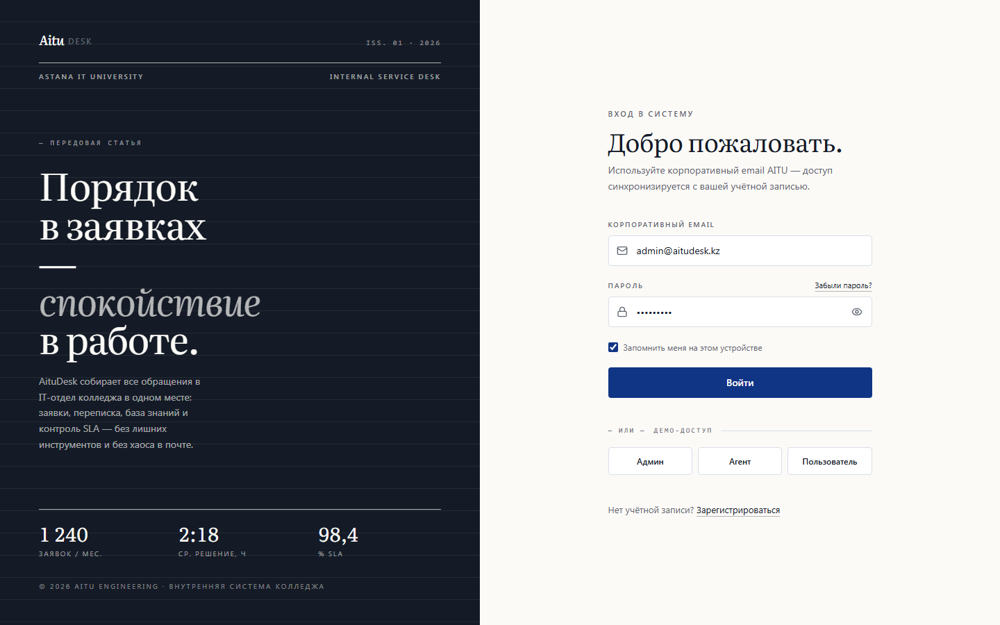 Aitu DESK
ISS. 01 · 2026
ASTANA IT UNIVERSITY
INTERNAL SERVICE DESK
— ПЕРЕДОВАЯ СТАТЬЯ
Порядок
в заявках
—
спокойствие
в работе.
AituDesk собирает все обращения в
IT-отдел колледжа в одном месте:
заявки, переписка, база знаний и
контроль SLA — без лишних
инструментов и без хаоса в почте.
1 240
ЗАЯВОК / МЕС.
2:18
СР. РЕШЕНИЕ, Ч
98,4
% SLA
© 2026 AITU ENGINEERING · ВНУТРЕННЯЯ СИСТЕМА КОЛЛЕДЖА
ВХОД В СИСТЕМУ
Добро пожаловать.
Используйте корпоративный email AITU — доступ
синхронизируется с вашей учётной записью.
КОРПОРАТИВНЫЙ EMAIL
admin@aitudesk.kz
ПАРОЛЬ
Забыли пароль?
•••••••••
Запомнить меня на этом устройстве
Войти
— ИЛИ — ДЕМО-ДОСТУП
Админ
Агент
Пользователь
Нет учётной записи? Зарегистрироваться